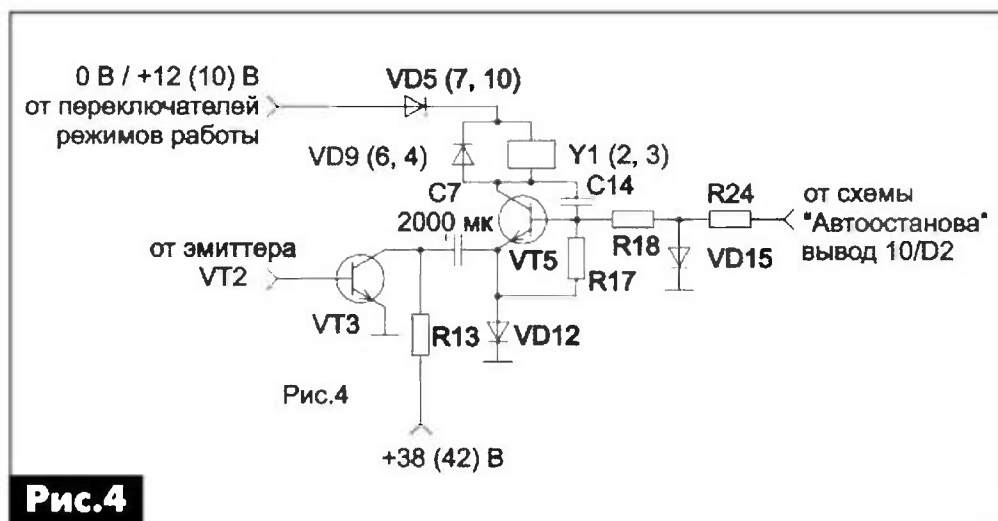 0 В / +12 (10) В
от переключателей
режимов работы
VD5 (7, 10)
VD9 (6, 4)
Y1 (2, 3)
C7
2000 мк
C14
R24
от схемы
"Автоостанова"
вывод 10/D2
от эмиттера
VT2
VT5
R18
VD15
R17
VT3
R13
VD12
Рис.4
+38 (42) В
Рис.4